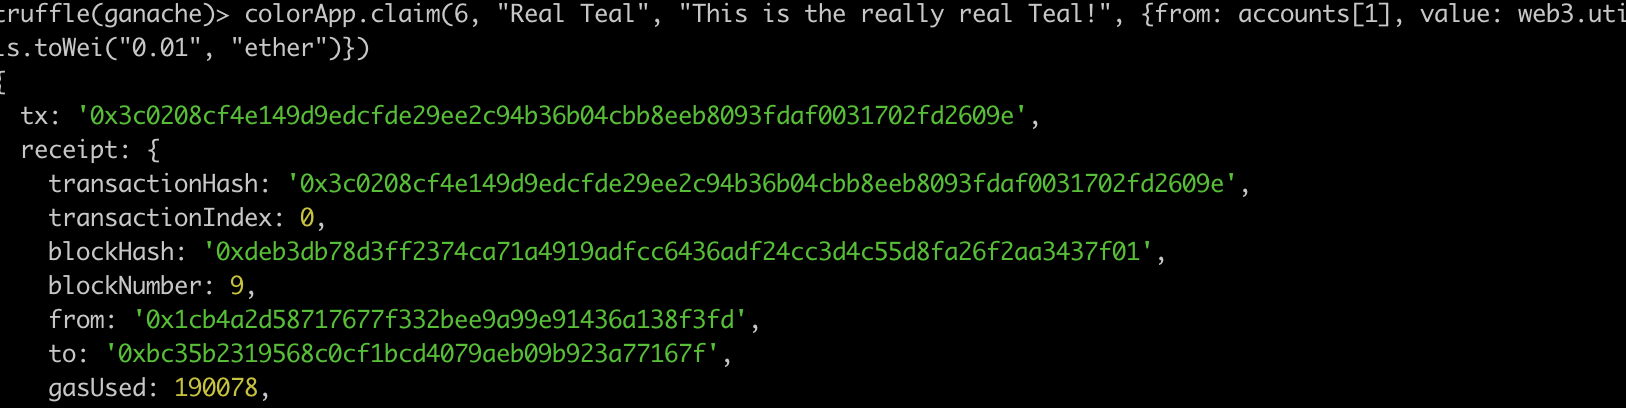 truffle(ganache)> colorApp.claim(6, "Real Teal", "This is the really real Teal!", {from: accounts[1], value: web3.uti
ls.toWei("0.01", "ether")})
{
  tx: '0x3c0208cf4e149d9edcfde29ee2c94b36b04cbb8eeb8093fdaf0031702fd2609e',
  receipt: {
    transactionHash: '0x3c0208cf4e149d9edcfde29ee2c94b36b04cbb8eeb8093fdaf0031702fd2609e',
    transactionIndex: 0,
    blockHash: '0xdeb3db78d3ff2374ca71a4919adfcc6436adf24cc3d4c55d8fa26f2aa3437f01',
    blockNumber: 9,
    from: '0x1cb4a2d58717677f332bee9a99e91436a138f3fd',
    to: '0xbc35b2319568c0cf1bcd4079aeb09b923a77167f',
    gasUsed: 190078,